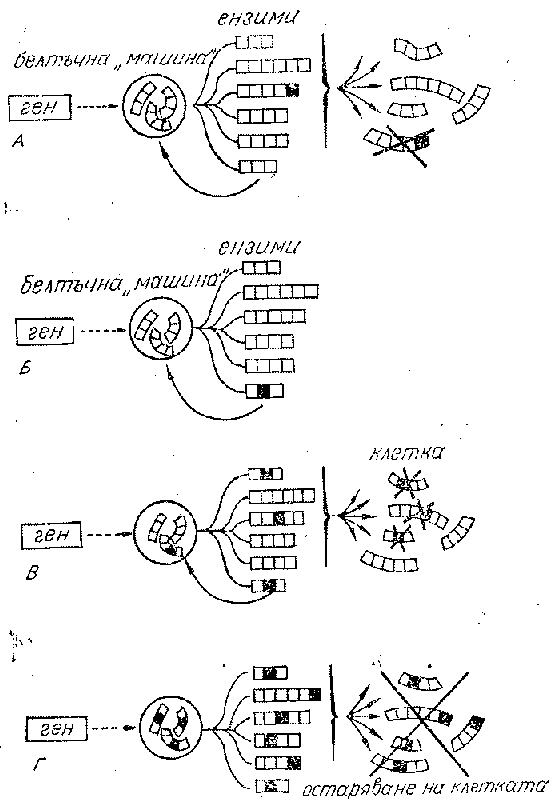 ензими
белтъчна „машина“
ген
А
ензими
белтъчна „машина“
ген
Б
клетка
ген
В
ген
Г
остаряване на клетката